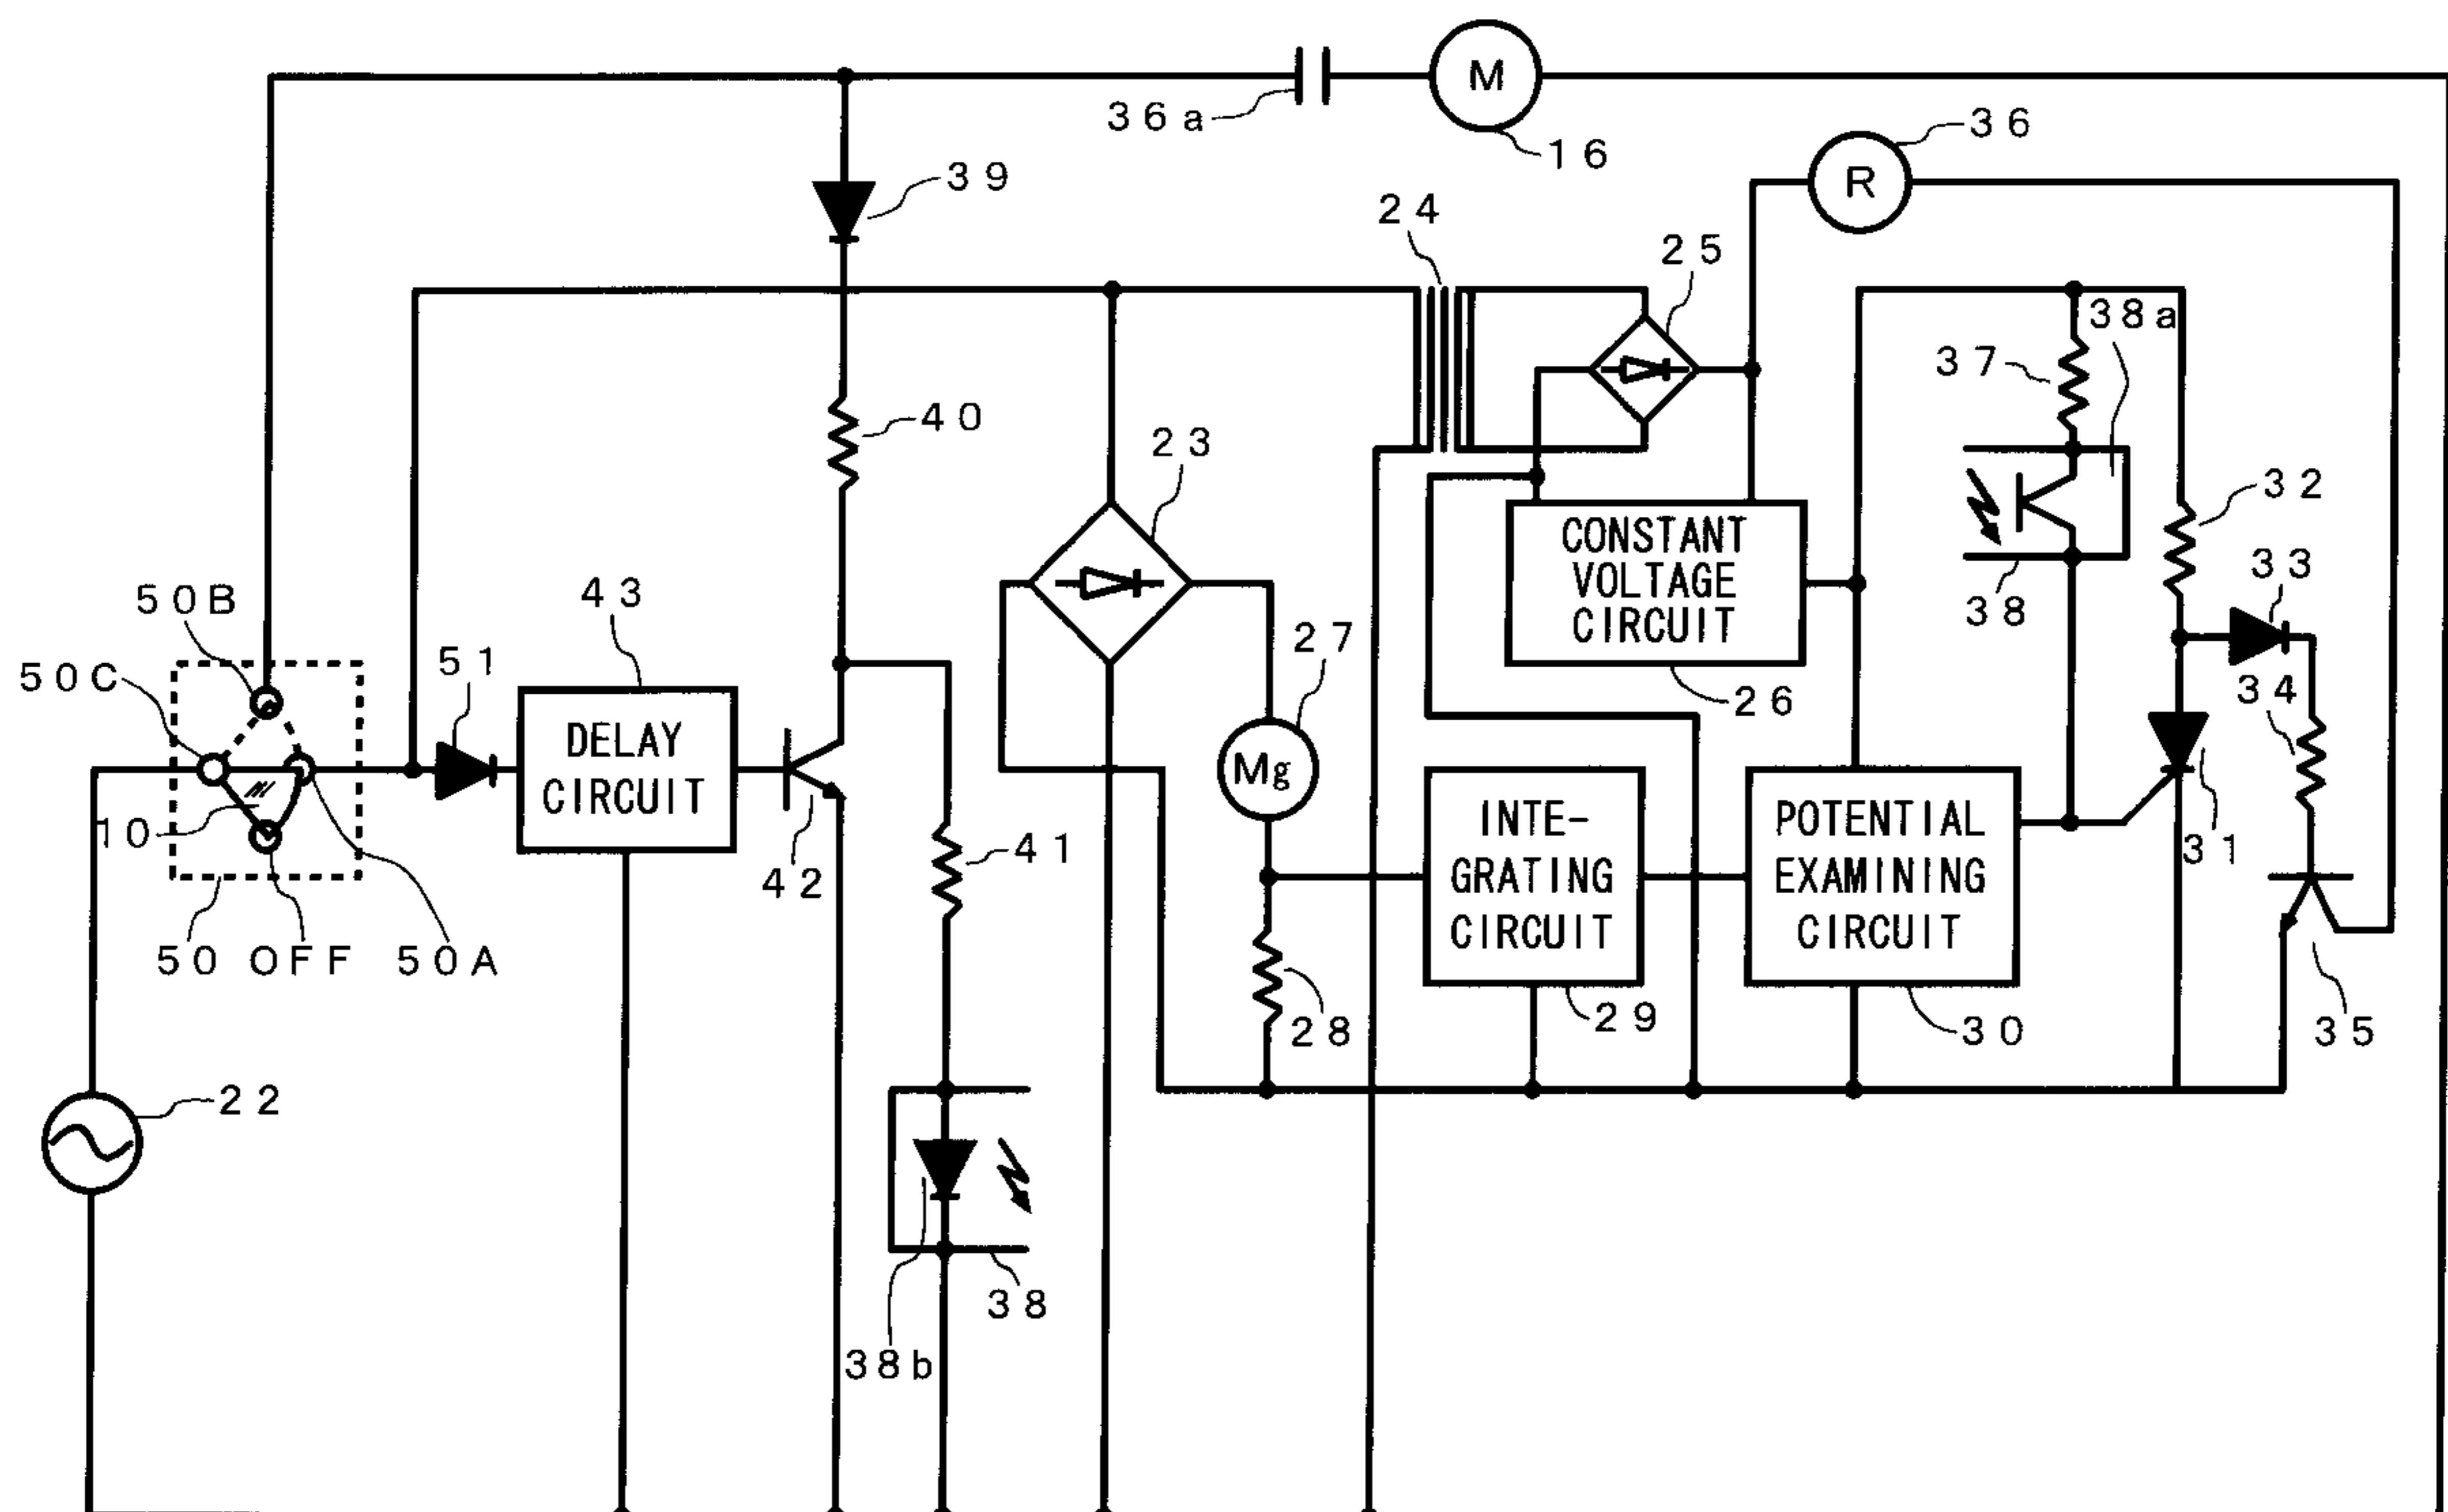 M
36a
16
36
R
39
24
25
38a
37
40
23
32
CONSTANT
VOLTAGE
CIRCUIT
33
43
50B
38
27
51
50C
34
26
DELAY
CIRCUIT
Mg
INTE-
GRATING
CIRCUIT
POTENTIAL
EXAMINING
CIRCUIT
10
41
31
42
50 OFF 50A
28
29
30
35
22
38
38b